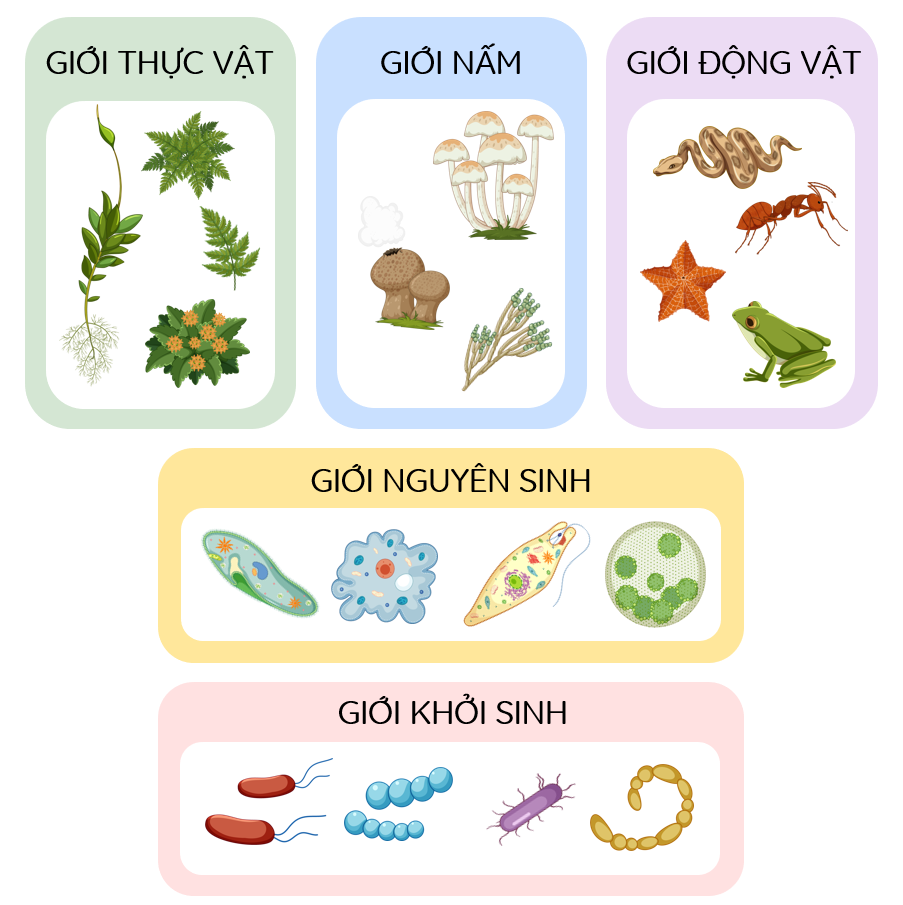 GIỚI THỰC VẬT
GIỚI NẤM
GIỚI ĐỘNG VẬT
GIỚI NGUYÊN SINH
GIỚI KHỞI SINH